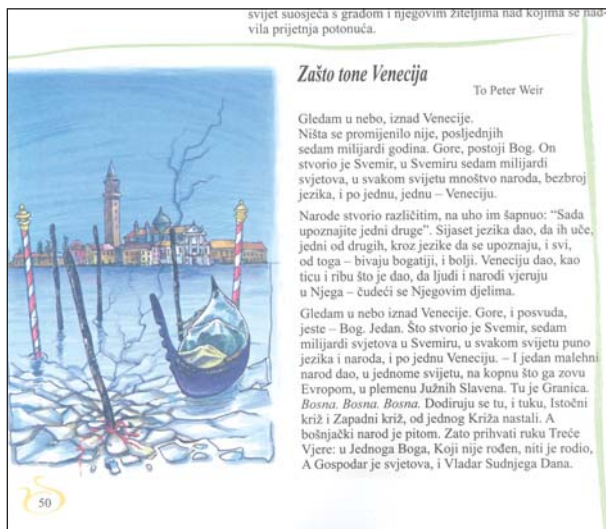 svijet suosjeća s gradom i njegovim žiteljima nad kojima se nad-
vila prijetnja potonuća.
Zašto tone Venecija
To Peter Weir
Gledam u nebo, iznad Venecije.
Ništa se promijenilo nije, posljednjih
sedam milijardi godina. Gore, postoji Bog. On
stvorio je Svemir, u Svemiru sedam milijardi
svjetova, u svakom svijetu mnoštvo naroda, bezbroj
jezika, i po jednu, jednu – Veneciju.
Narode stvorio različitim, na uho im šapnuo: “Sada
upoznajte jedni druge”. Sijaset jezika dao, da ih uče,
jedni od drugih, kroz jezike da se upoznaju, i svi,
od toga – bivaju bogatiji, i bolji. Veneciju dao, kao
ticu i ribu što je dao, da ljudi i narodi vjeruju
u Njega – čudeći se Njegovim djelima.
Gledam u nebo iznad Venecije. Gore, i posvuda,
jeste – Bog. Jedan. Što stvorio je Svemir, sedam
milijardi svjetova u Svemiru, u svakom svijetu puno
jezika i naroda, i po jednu Veneciju. – I jedan malehni
narod dao, u jednome svijetu, na kopnu što ga zovu
Evropom, u plemenu Južnih Slavena. Tu je Granica.
Bosna. Bosna. Bosna. Dodiruju se tu, i tuku, Istočni
križ i Zapadni križ, od jednog Križa nastali. A
bošnjački narod je pitom. Zato prihvati ruku Treće
Vjere: u Jednoga Boga, Koji nije rođen, niti je rodio,
A Gospodar je svjetova, i Vladar Sudnjega Dana.
50